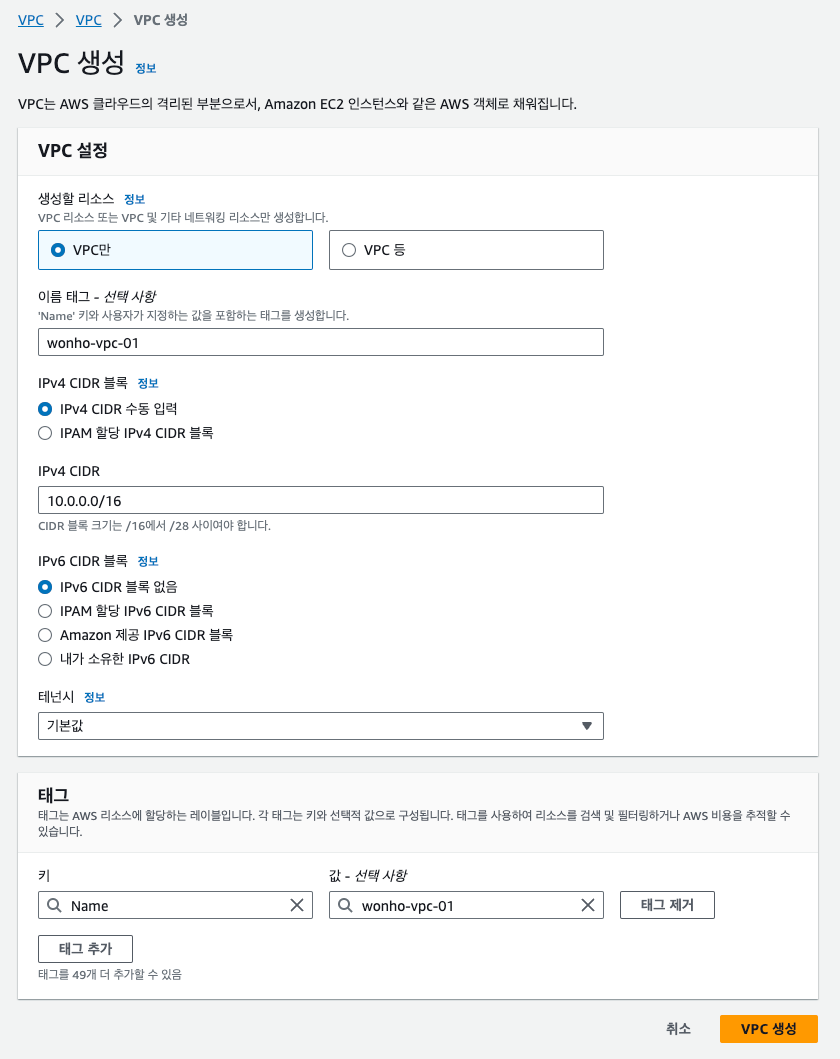 VPC > VPC > VPC 생성
VPC 생성 정보
VPC는 AWS 클라우드의 격리된 부분으로서, Amazon EC2 인스턴스와 같은 AWS 객체로 채워집니다.
VPC 설정
생성할 리소스 정보
VPC 리소스 또는 VPC 및 기타 네트워킹 리소스만 생성합니다.
VPC만 VPC 등
이름 태그 - 선택 사항
'Name' 키와 사용자가 지정하는 값을 포함하는 태그를 생성합니다.
wonho-vpc-01
IPv4 CIDR 블록 정보
IPv4 CIDR 수동 입력
IPAM 할당 IPv4 CIDR 블록
IPv4 CIDR
10.0.0.0/16
CIDR 블록 크기는 /16에서 /28 사이여야 합니다.
IPv6 CIDR 블록 정보
IPv6 CIDR 블록 없음
IPAM 할당 IPv6 CIDR 블록
Amazon 제공 IPv6 CIDR 블록
내가 소유한 IPv6 CIDR
테넌시 정보
기본값
태그
태그는 AWS 리소스에 할당하는 레이블입니다. 각 태그는 키와 선택적 값으로 구성됩니다. 태그를 사용하여 리소스를 검색 및 필터링하거나 AWS 비용을 추적할 수
있습니다.
키 값 - 선택 사항
Name wonho-vpc-01 태그 제거
태그 추가
태그를 49개 더 추가할 수 있음
취소 VPC 생성